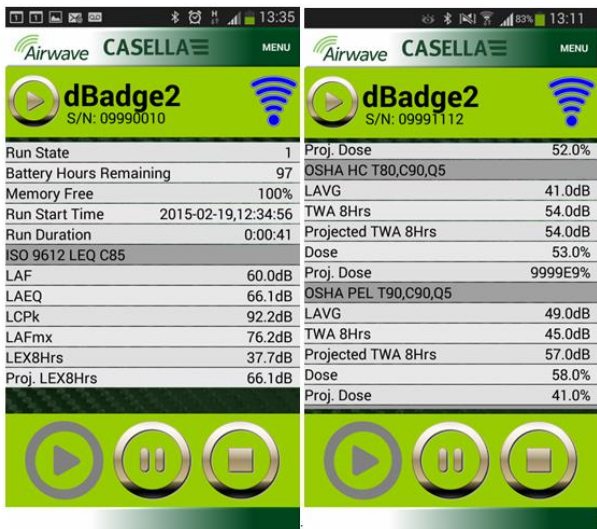 13:35
Airwave CASELLA MENU
dBadge2
S/N: 09990010
Run State 1
Battery Hours Remaining 97
Memory Free 100%
Run Start Time 2015-02-19,12:34:56
Run Duration 0:00:41
ISO 9612 LEQ C85
LAF 60.0dB
LAEQ 66.1dB
LCPk 92.2dB
LAFmx 76.2dB
LEX8Hrs 37.7dB
Proj. LEX8Hrs 66.1dB
83% 13:11
Airwave CASELLA MENU
dBadge2
S/N: 09991112
Proj. Dose 52.0%
OSHA HC T80,C90,Q5
LAVG 41.0dB
TWA 8Hrs 54.0dB
Projected TWA 8Hrs 54.0dB
Dose 53.0%
Proj. Dose 9999E9%
OSHA PEL T90,C90,Q5
LAVG 49.0dB
TWA 8Hrs 45.0dB
Projected TWA 8Hrs 57.0dB
Dose 58.0%
Proj. Dose 41.0%